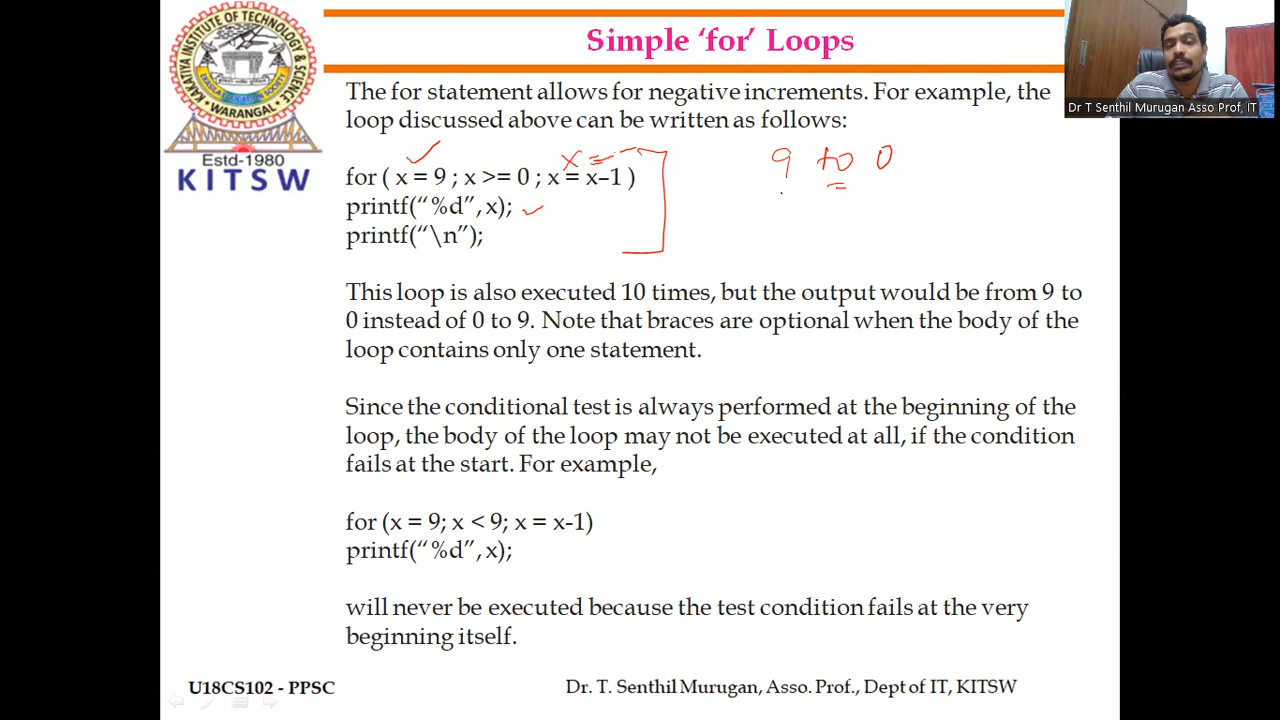 Simple ‘for’ Loops
KAKATIYA INSTITUTE OF TECHNOLOGY & SCIENCE
WARANGAL
Estd-1980
KITSW
Dr T Senthil Murugan Asso Prof, IT
The for statement allows for negative increments. For example, the
loop discussed above can be written as follows:
x =
9 to 0
for ( x = 9 ; x >= 0 ; x = x–1 )
printf(“%d”, x);
printf(“\n”);
This loop is also executed 10 times, but the output would be from 9 to
0 instead of 0 to 9. Note that braces are optional when the body of the
loop contains only one statement.
Since the conditional test is always performed at the beginning of the
loop, the body of the loop may not be executed at all, if the condition
fails at the start. For example,
for (x = 9; x < 9; x = x-1)
printf(“%d”, x);
will never be executed because the test condition fails at the very
beginning itself.
U18CS102 - PPSC
Dr. T. Senthil Murugan, Asso. Prof., Dept of IT, KITSW